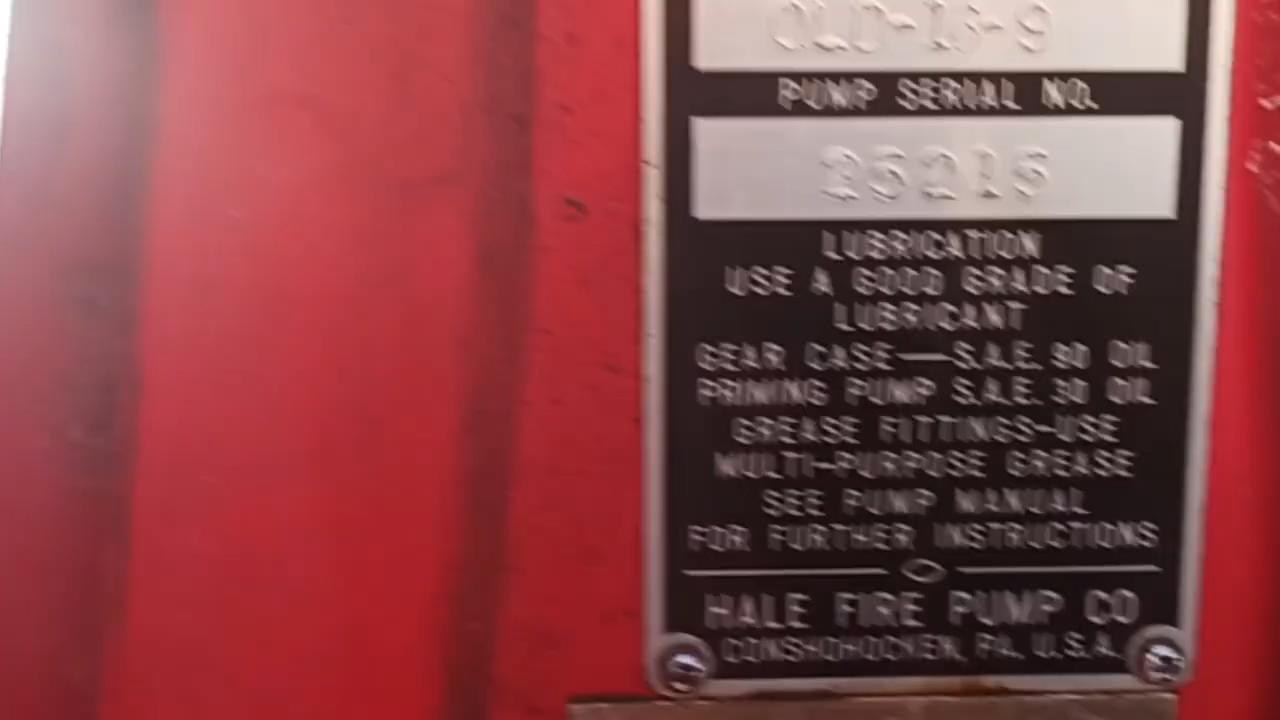 PUMP SERIAL NO.
25215
LUBRICATION
USE A GOOD GRADE OF
LUBRICANT
GEAR CASE—S.A.E. 90 OIL
PRIMING PUMP S.A.E. 30 OIL
GREASE FITTINGS-USE
MULTI-PURPOSE GREASE
SEE PUMP MANUAL
FOR FURTHER INSTRUCTIONS
HALE FIRE PUMP CO
CONSHOHOCKEN, PA. U.S.A.